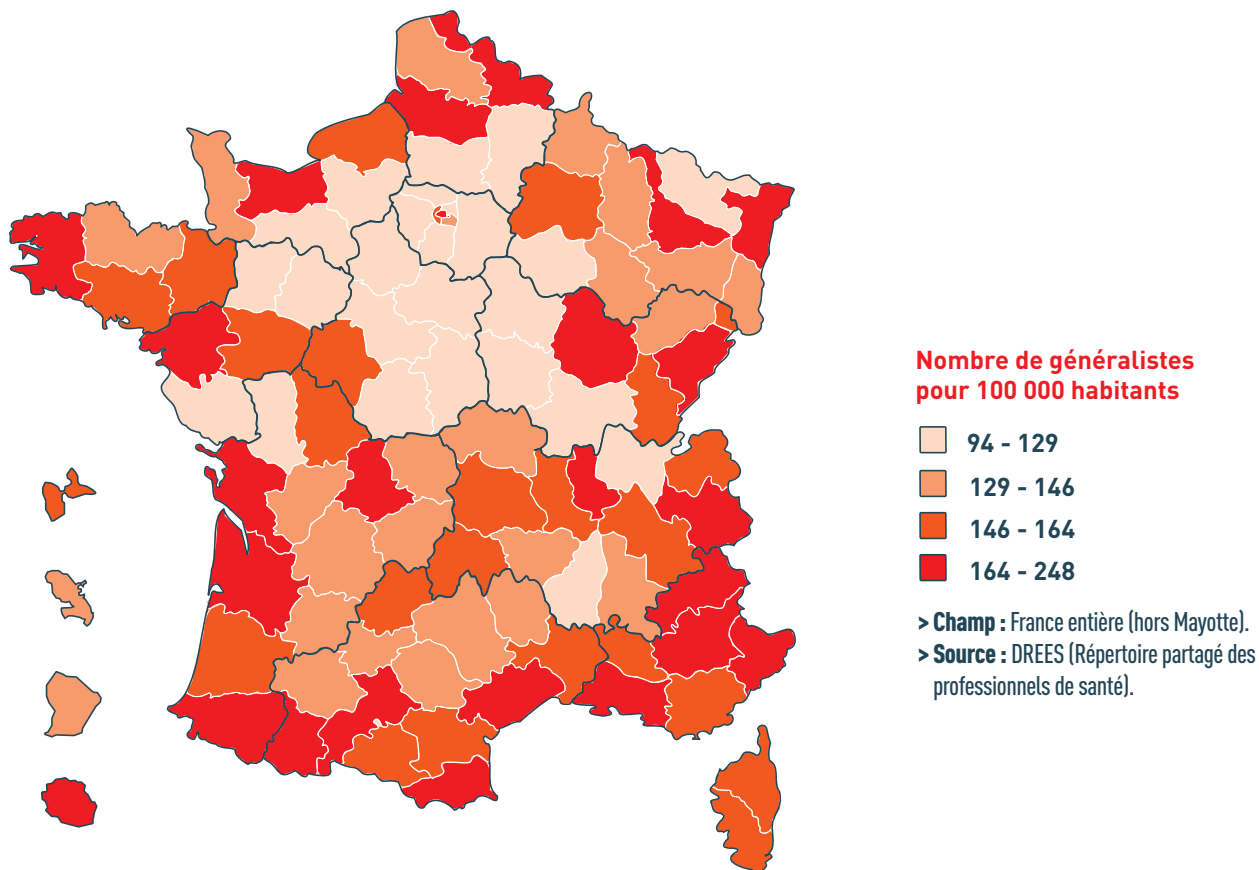 Nombre de généralistes
pour 100 000 habitants
94 - 129
129 - 146
146 - 164
164 - 248
> Champ : France entière (hors Mayotte).
> Source : DREES (Répertoire partagé des
professionnels de santé).